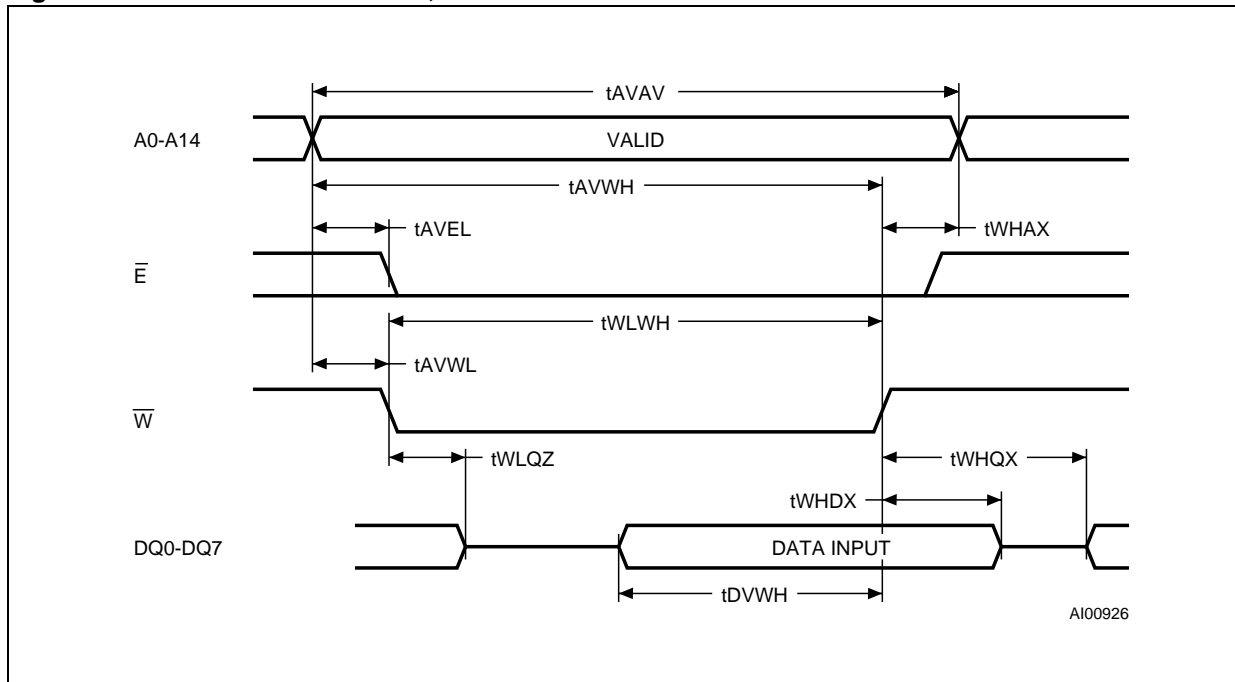 tAVAV
A0-A14 VALID
tAVWH
tAVEL tWHAX
E̅
tWLWH
tAVWL
W̅
tWLQZ tWHQX
tWHDX
DQ0-DQ7 DATA INPUT
tDVWH
AI00926